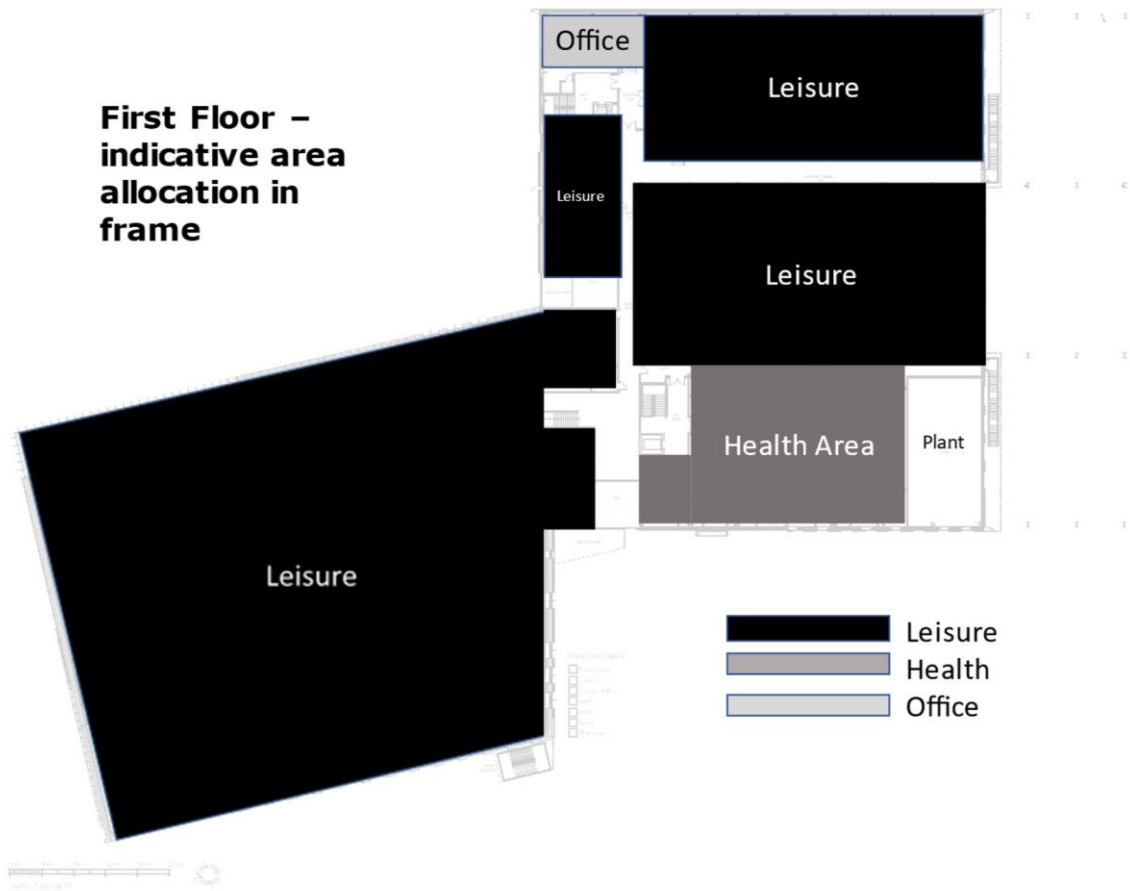 First Floor –
indicative area
allocation in
frame
Office
Leisure
Leisure
Leisure
Health Area
Plant
Leisure
Leisure
Health
Office